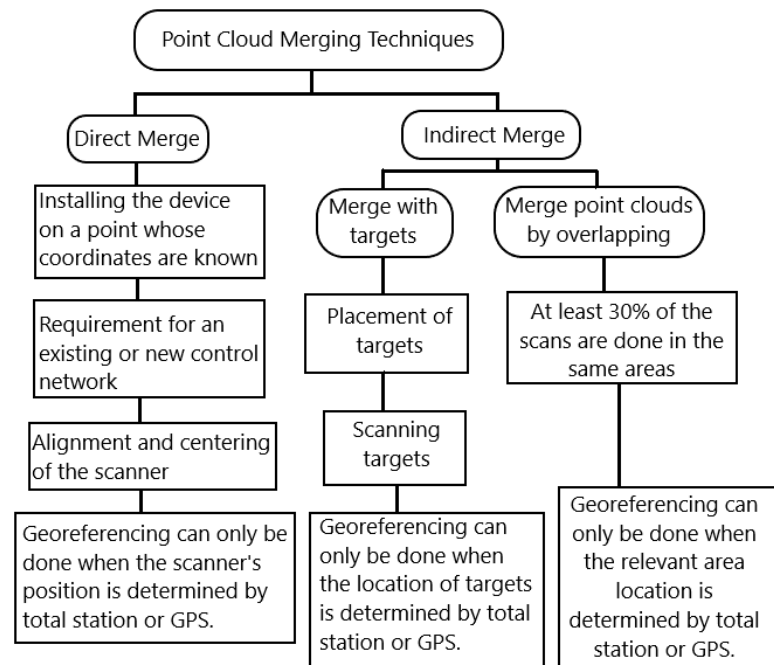 Point Cloud Merging Techniques
Direct Merge
Installing the device
on a point whose
coordinates are known
Requirement for an
existing or new control
network
Alignment and centering
of the scanner
Georeferencing can only be
done when the scanner's
position is determined by
total station or GPS.
Indirect Merge
Merge with
targets
Placement of
targets
Scanning
targets
Georeferencing can
only be done when
the location of targets
is determined by total
station or GPS.
Merge point clouds
by overlapping
At least 30% of the
scans are done in the
same areas
Georeferencing can
only be done when
the relevant area
location is
determined by total
station or GPS.